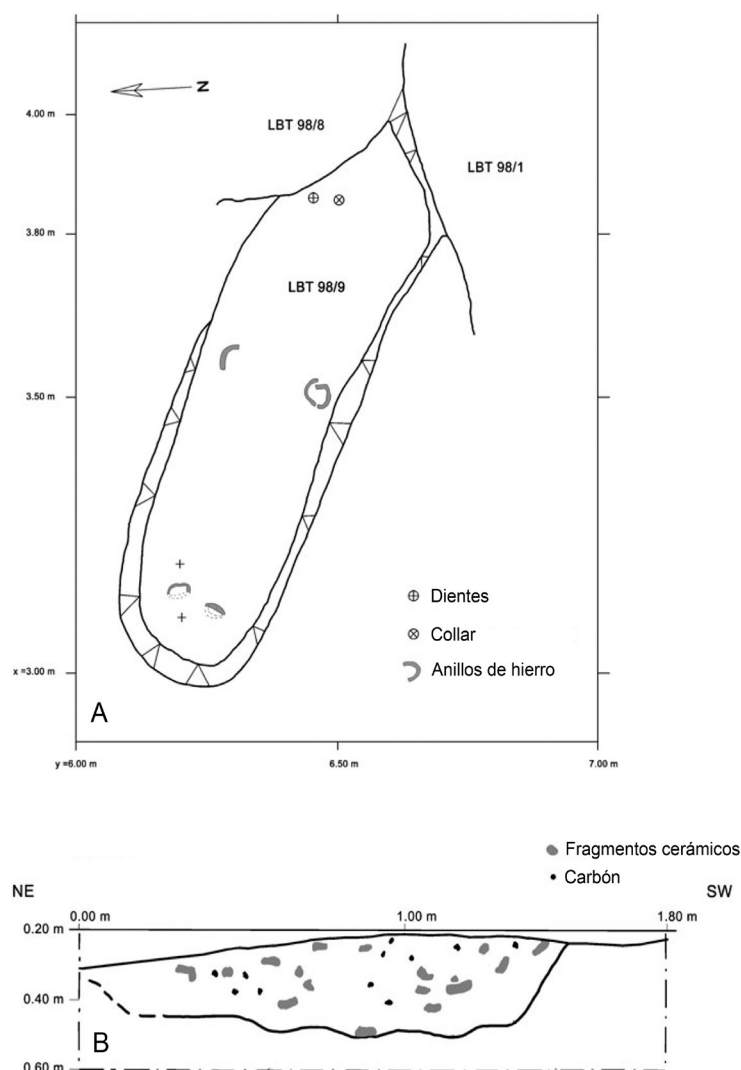 N
4.00 m
LBT 98/8
LBT 98/1
3.80 m
LBT 98/9
3.50 m
Dientes
Collar
x =3.00 m
Anillos de hierro
A
y =6.00 m
6.50 m
7.00 m
Fragmentos cerámicos
Carbón
NE
SW
0.00 m
1.00 m
1.80 m
0.20 m
0.40 m
B
0.60 m